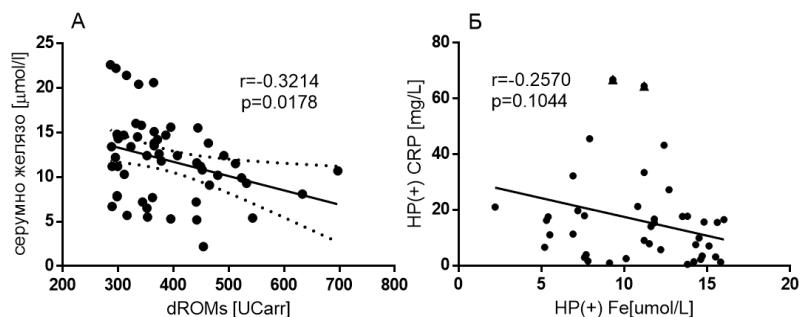 А
серумно желязо [µmol/l]
25
20
15
10
5
0
r=-0.3214
p=0.0178
200
300
400
500
600
700
800
dROMs [UCarr]
Б
HP(+) CRP [mg/L]
80
60
40
20
0
r=-0.2570
p=0.1044
0
5
10
15
20
HP(+) Fe[umol/L]